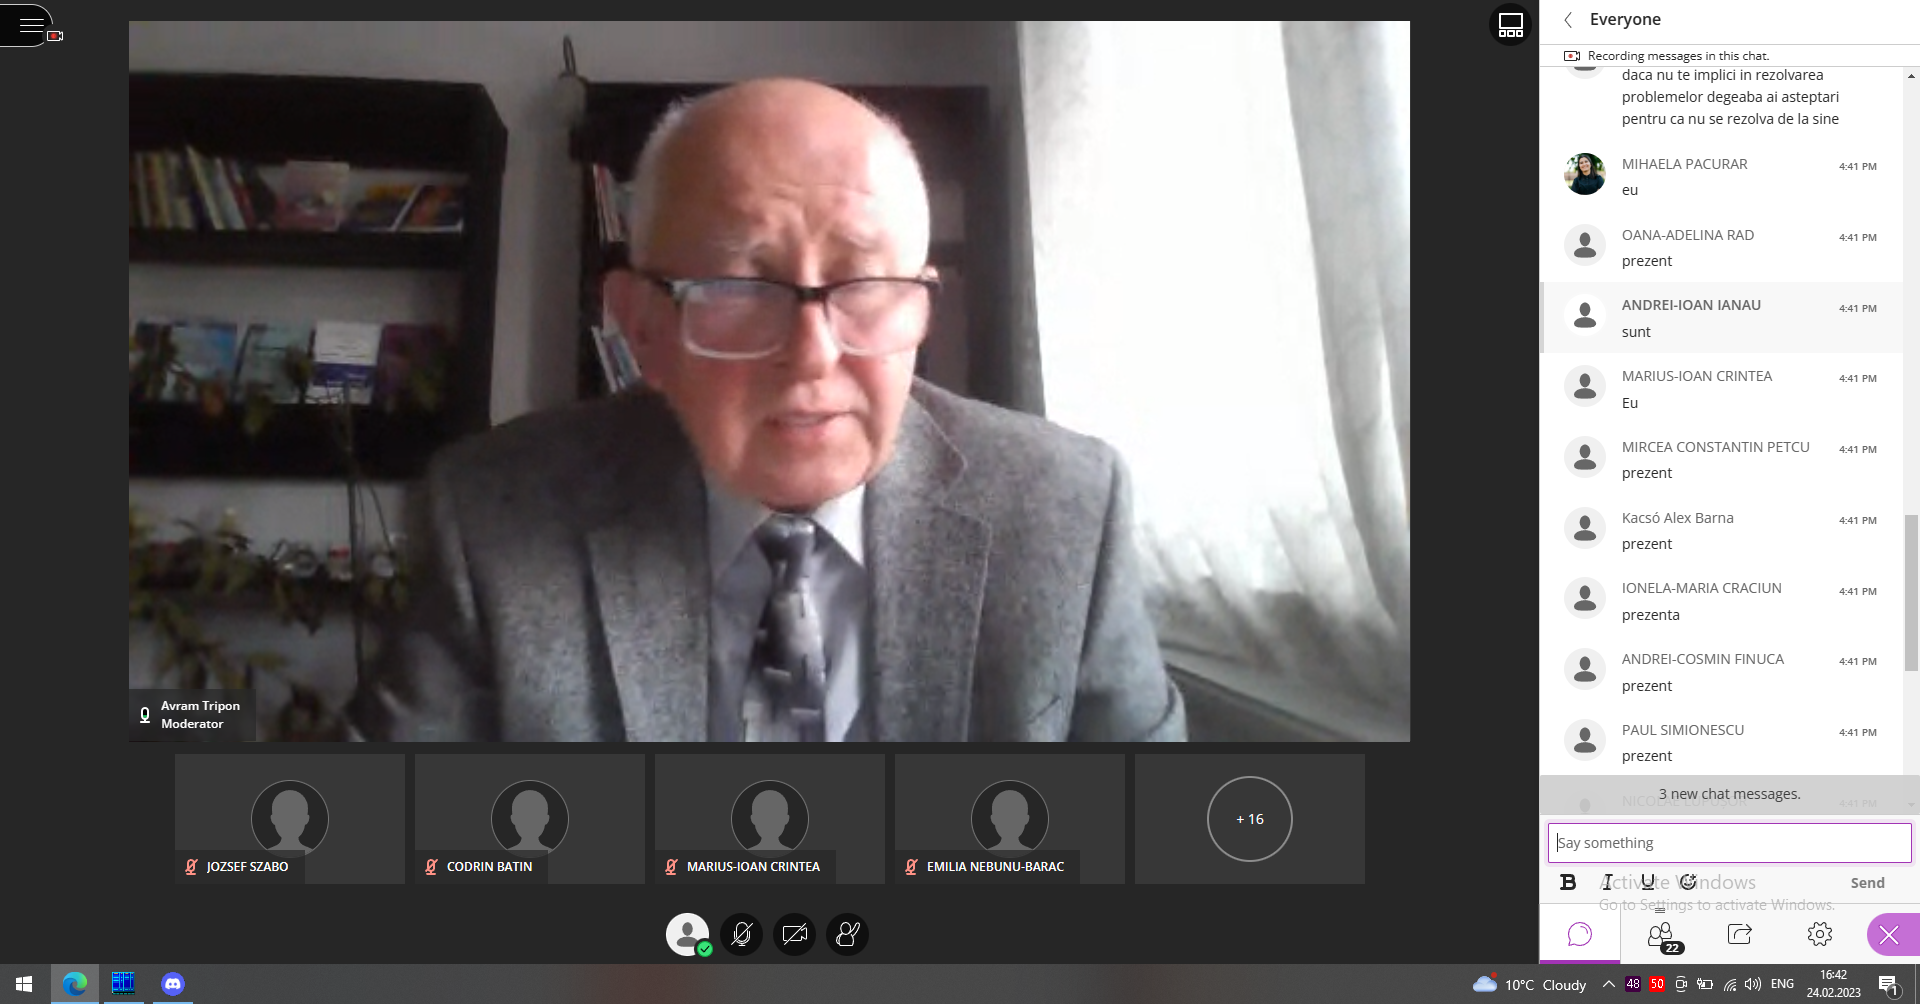 Everyone
Recording messages in this chat.
daca nu te implici in rezolvarea
problemelor degeaba ai asteptari
pentru ca nu se rezolva de la sine
MIHAELA PACURAR
4:41 PM
eu
OANA-ADELINA RAD
4:41 PM
prezent
ANDREI-IOAN IANAU
4:41 PM
sunt
MARIUS-IOAN CRINTEA
4:41 PM
Eu
MIRCEA CONSTANTIN PETCU
4:41 PM
prezent
Kacsó Alex Barna
4:41 PM
prezent
IONELA-MARIA CRACIUN
4:41 PM
prezenta
ANDREI-COSMIN FINUCA
4:41 PM
prezent
PAUL SIMIONESCU
4:41 PM
prezent
4:41 PM
3 new chat messages.
Say something
Send
Activate Windows
Go to Settings to activate Windows.
22
Avram Tripon
Moderator
JOZSEF SZABO
CODRIN BATIN
MARIUS-IOAN CRINTEA
EMILIA NEBUNU-BARAC
+ 16
10°C Cloudy
48
50
ENG
16:42
24.02.2023
1